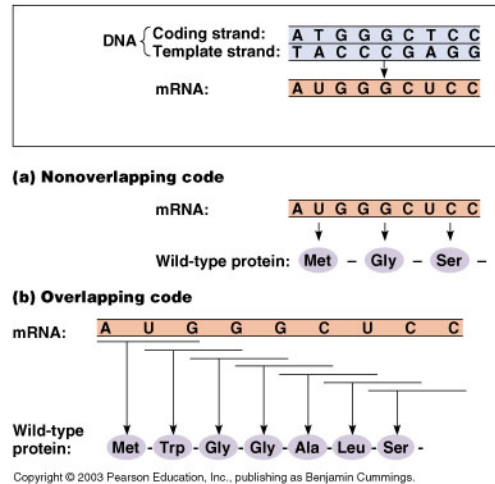 DNA
Coding strand: A T G G G C T C C
Template strand: T A C C C G A G G
mRNA: A U G G G C U C C
(a) Nonoverlapping code
mRNA: A U G G G C U C C
Wild-type protein: Met – Gly – Ser –
(b) Overlapping code
mRNA: A U G G G C U C C
Wild-type
protein: Met - Trp - Gly - Gly - Ala - Leu - Ser -
Copyright © 2003 Pearson Education, Inc., publishing as Benjamin Cummings.